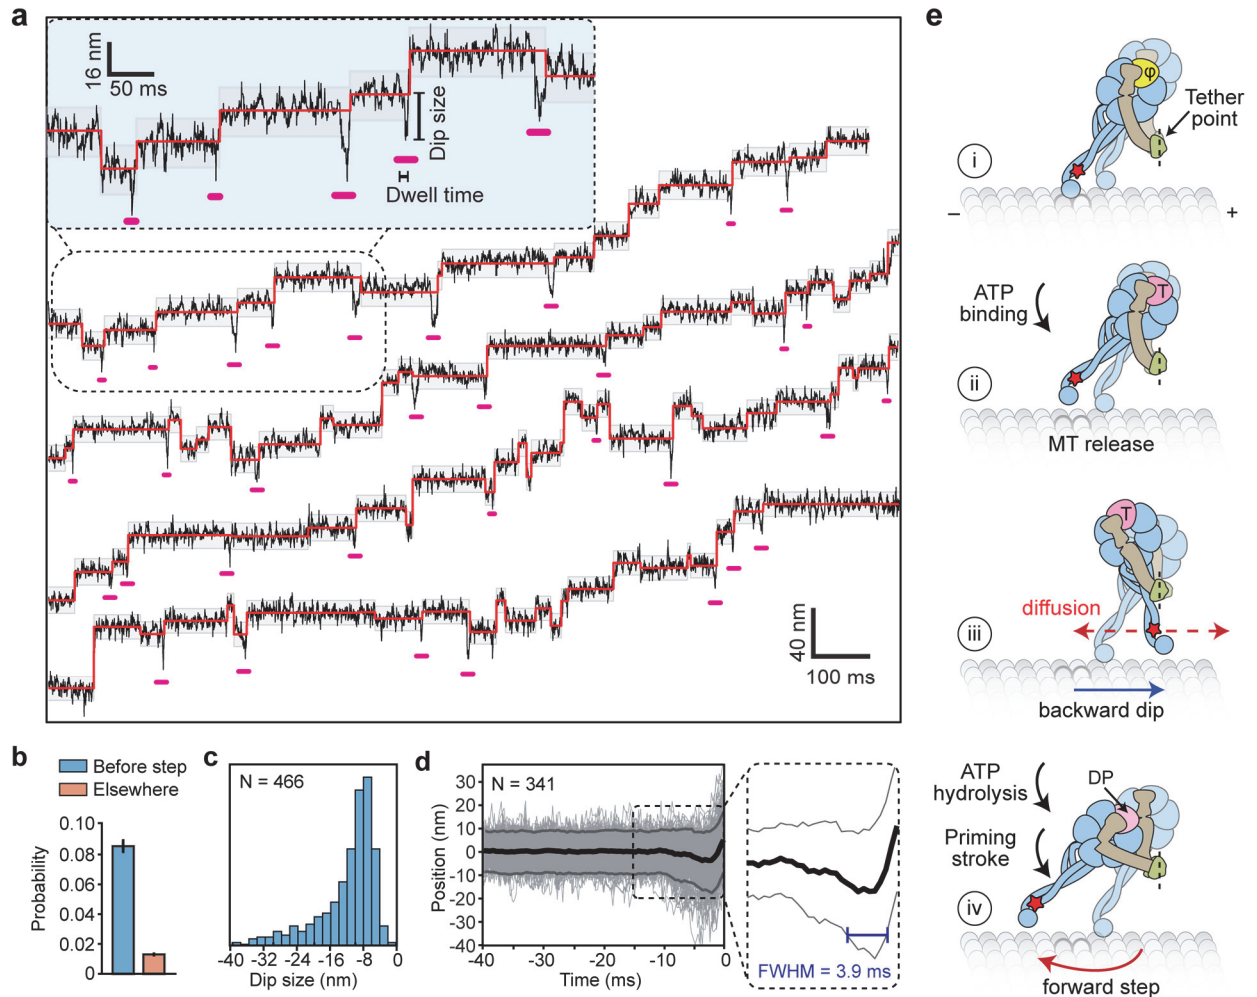 a
16 nm
50 ms
Dip size
Dwell time
40 nm
100 ms
b
Before step
Elsewhere
Probability
0.10
0.08
0.06
0.04
0.02
0
c
N = 466
-40
-24
-16
-8
0
Dip size (nm)
d
N = 341
Position (nm)
30
20
10
0
-10
-20
-30
-40
-40
-30
-20
-10
0
Time (ms)
FWHM = 3.9 ms
e
φ
Tether
point
i
–
+
ATP
binding
T
ii
MT release
T
diffusion
iii
backward dip
ATP
hydrolysis
DP
Priming
stroke
iv
forward step